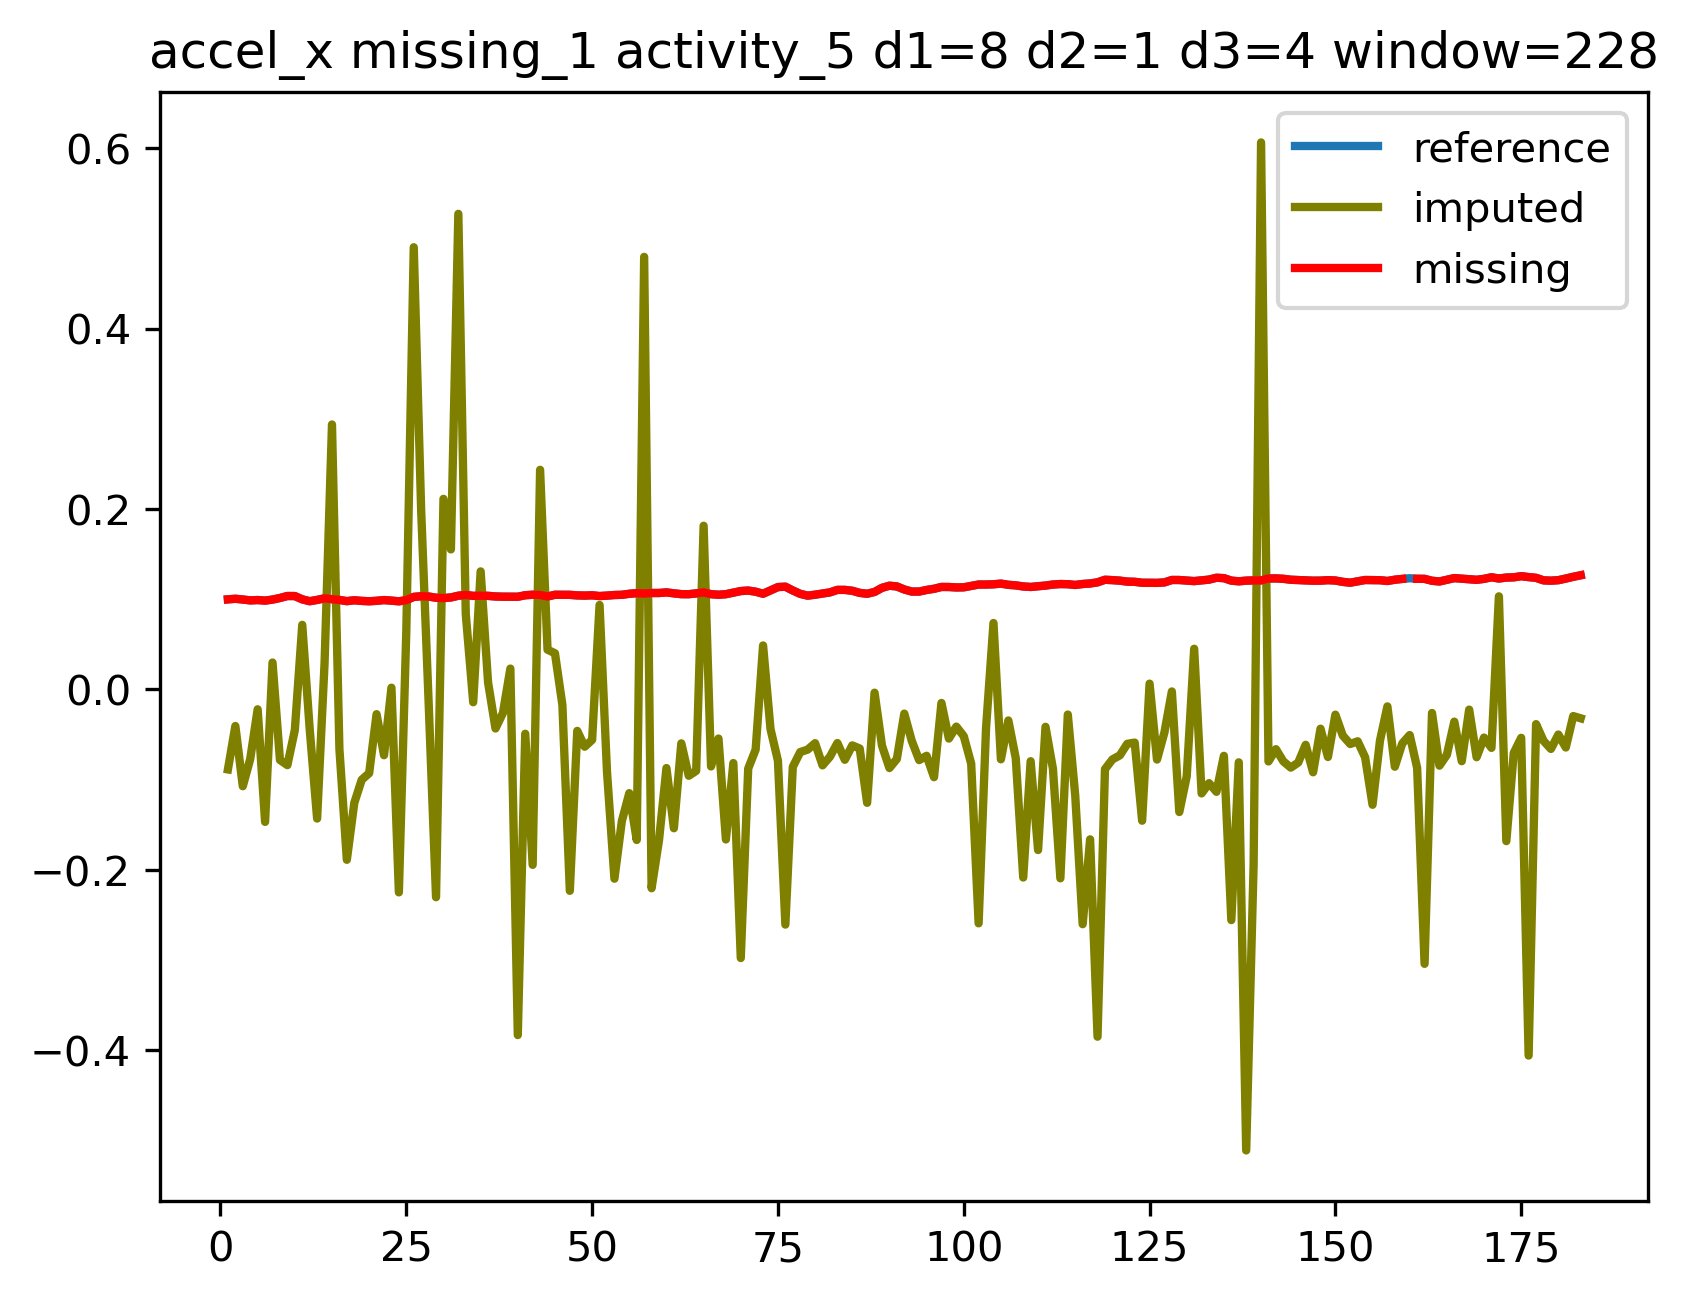 accel_x missing_1 activity_5 d1=8 d2=1 d3=4 window=228
reference
imputed
missing
0.6
0.4
0.2
0.0
−0.2
−0.4
0 25 50 75 100 125 150 175